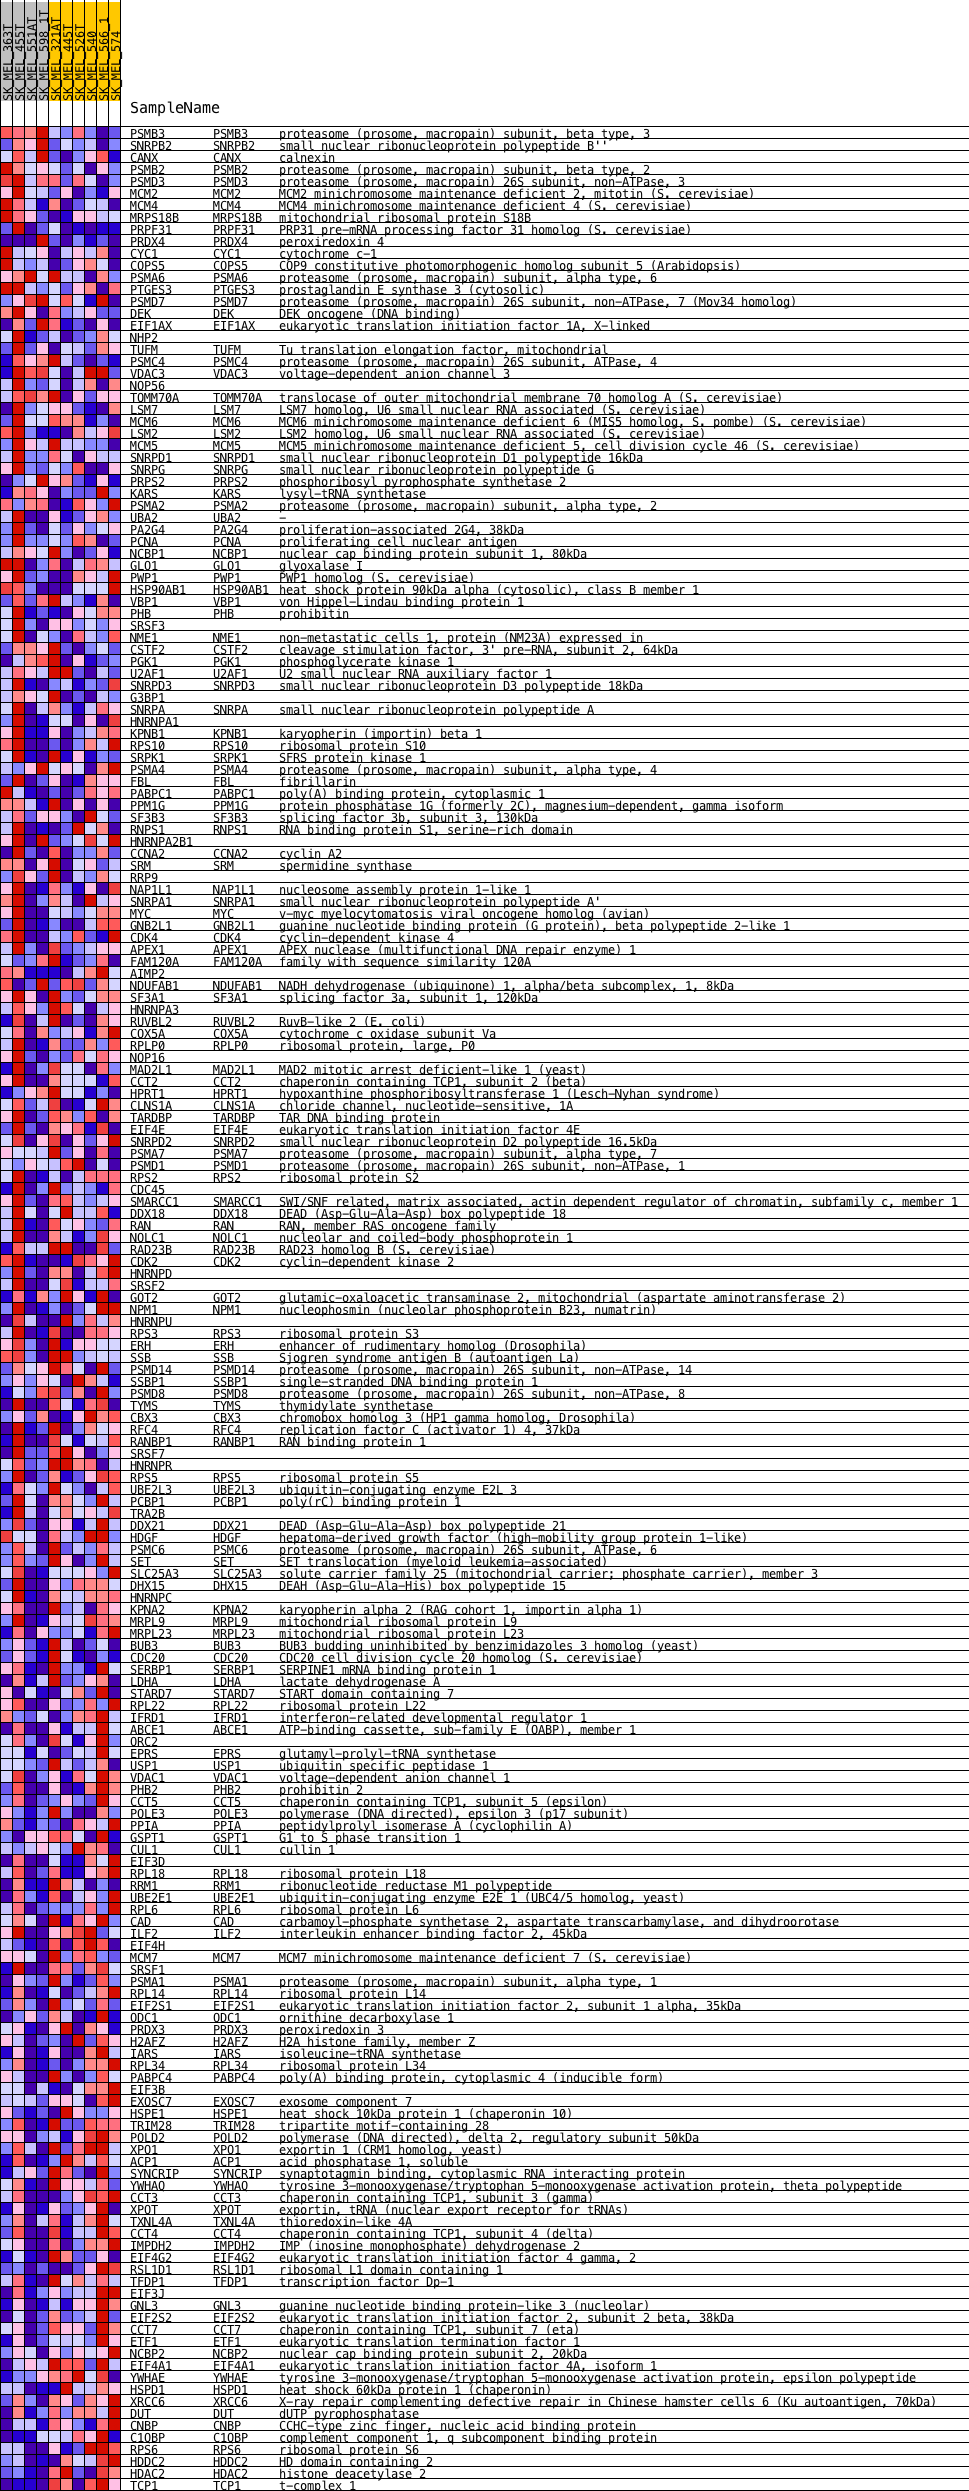 SK_MEL_363T
SK_MEL_455T
SK_MEL_551AT
SK_MEL_598_1T
SK_MEL_321AT
SK_MEL_445T
SK_MEL_526T
SK_MEL_540
SK_MEL_566_1
SK_MEL_574
SampleName
PSMB3 PSMB3 proteasome (prosome, macropain) subunit, beta type, 3
SNRPB2 SNRPB2 small nuclear ribonucleoprotein polypeptide B''
CANX CANX calnexin
PSMB2 PSMB2 proteasome (prosome, macropain) subunit, beta type, 2
PSMD3 PSMD3 proteasome (prosome, macropain) 26S subunit, non-ATPase, 3
MCM2 MCM2 MCM2 minichromosome maintenance deficient 2, mitotin (S. cerevisiae)
MCM4 MCM4 MCM4 minichromosome maintenance deficient 4 (S. cerevisiae)
MRPS18B MRPS18B mitochondrial ribosomal protein S18B
PRPF31 PRPF31 PRP31 pre-mRNA processing factor 31 homolog (S. cerevisiae)
PRDX4 PRDX4 peroxiredoxin 4
CYC1 CYC1 cytochrome c-1
COPS5 COPS5 COP9 constitutive photomorphogenic homolog subunit 5 (Arabidopsis)
PSMA6 PSMA6 proteasome (prosome, macropain) subunit, alpha type, 6
PTGES3 PTGES3 prostaglandin E synthase 3 (cytosolic)
PSMD7 PSMD7 proteasome (prosome, macropain) 26S subunit, non-ATPase, 7 (Mov34 homolog)
DEK DEK DEK oncogene (DNA binding)
EIF1AX EIF1AX eukaryotic translation initiation factor 1A, X-linked
NHP2
TUFM TUFM Tu translation elongation factor, mitochondrial
PSMC4 PSMC4 proteasome (prosome, macropain) 26S subunit, ATPase, 4
VDAC3 VDAC3 voltage-dependent anion channel 3
NOP56
TOMM70A TOMM70A translocase of outer mitochondrial membrane 70 homolog A (S. cerevisiae)
LSM7 LSM7 LSM7 homolog, U6 small nuclear RNA associated (S. cerevisiae)
MCM6 MCM6 MCM6 minichromosome maintenance deficient 6 (MIS5 homolog, S. pombe) (S. cerevisiae)
LSM2 LSM2 LSM2 homolog, U6 small nuclear RNA associated (S. cerevisiae)
MCM5 MCM5 MCM5 minichromosome maintenance deficient 5, cell division cycle 46 (S. cerevisiae)
SNRPD1 SNRPD1 small nuclear ribonucleoprotein D1 polypeptide 16kDa
SNRPG SNRPG small nuclear ribonucleoprotein polypeptide G
PRPS2 PRPS2 phosphoribosyl pyrophosphate synthetase 2
KARS KARS lysyl-tRNA synthetase
PSMA2 PSMA2 proteasome (prosome, macropain) subunit, alpha type, 2
UBA2 UBA2 -
PA2G4 PA2G4 proliferation-associated 2G4, 38kDa
PCNA PCNA proliferating cell nuclear antigen
NCBP1 NCBP1 nuclear cap binding protein subunit 1, 80kDa
GLO1 GLO1 glyoxalase I
PWP1 PWP1 PWP1 homolog (S. cerevisiae)
HSP90AB1 HSP90AB1 heat shock protein 90kDa alpha (cytosolic), class B member 1
VBP1 VBP1 von Hippel-Lindau binding protein 1
PHB PHB prohibitin
SRSF3
NME1 NME1 non-metastatic cells 1, protein (NM23A) expressed in
CSTF2 CSTF2 cleavage stimulation factor, 3' pre-RNA, subunit 2, 64kDa
PGK1 PGK1 phosphoglycerate kinase 1
U2AF1 U2AF1 U2 small nuclear RNA auxiliary factor 1
SNRPD3 SNRPD3 small nuclear ribonucleoprotein D3 polypeptide 18kDa
G3BP1
SNRPA SNRPA small nuclear ribonucleoprotein polypeptide A
HNRNPA1
KPNB1 KPNB1 karyopherin (importin) beta 1
RPS10 RPS10 ribosomal protein S10
SRPK1 SRPK1 SFRS protein kinase 1
PSMA4 PSMA4 proteasome (prosome, macropain) subunit, alpha type, 4
FBL FBL fibrillarin
PABPC1 PABPC1 poly(A) binding protein, cytoplasmic 1
PPM1G PPM1G protein phosphatase 1G (formerly 2C), magnesium-dependent, gamma isoform
SF3B3 SF3B3 splicing factor 3b, subunit 3, 130kDa
RNPS1 RNPS1 RNA binding protein S1, serine-rich domain
HNRNPA2B1
CCNA2 CCNA2 cyclin A2
SRM SRM spermidine synthase
RRP9
NAP1L1 NAP1L1 nucleosome assembly protein 1-like 1
SNRPA1 SNRPA1 small nuclear ribonucleoprotein polypeptide A'
MYC MYC v-myc myelocytomatosis viral oncogene homolog (avian)
GNB2L1 GNB2L1 guanine nucleotide binding protein (G protein), beta polypeptide 2-like 1
CDK4 CDK4 cyclin-dependent kinase 4
APEX1 APEX1 APEX nuclease (multifunctional DNA repair enzyme) 1
FAM120A FAM120A family with sequence similarity 120A
AIMP2
NDUFAB1 NDUFAB1 NADH dehydrogenase (ubiquinone) 1, alpha/beta subcomplex, 1, 8kDa
SF3A1 SF3A1 splicing factor 3a, subunit 1, 120kDa
HNRNPA3
RUVBL2 RUVBL2 RuvB-like 2 (E. coli)
COX5A COX5A cytochrome c oxidase subunit Va
RPLP0 RPLP0 ribosomal protein, large, P0
NOP16
MAD2L1 MAD2L1 MAD2 mitotic arrest deficient-like 1 (yeast)
CCT2 CCT2 chaperonin containing TCP1, subunit 2 (beta)
HPRT1 HPRT1 hypoxanthine phosphoribosyltransferase 1 (Lesch-Nyhan syndrome)
CLNS1A CLNS1A chloride channel, nucleotide-sensitive, 1A
TARDBP TARDBP TAR DNA binding protein
EIF4E EIF4E eukaryotic translation initiation factor 4E
SNRPD2 SNRPD2 small nuclear ribonucleoprotein D2 polypeptide 16.5kDa
PSMA7 PSMA7 proteasome (prosome, macropain) subunit, alpha type, 7
PSMD1 PSMD1 proteasome (prosome, macropain) 26S subunit, non-ATPase, 1
RPS2 RPS2 ribosomal protein S2
CDC45
SMARCC1 SMARCC1 SWI/SNF related, matrix associated, actin dependent regulator of chromatin, subfamily c, member 1
DDX18 DDX18 DEAD (Asp-Glu-Ala-Asp) box polypeptide 18
RAN RAN RAN, member RAS oncogene family
NOLC1 NOLC1 nucleolar and coiled-body phosphoprotein 1
RAD23B RAD23B RAD23 homolog B (S. cerevisiae)
CDK2 CDK2 cyclin-dependent kinase 2
HNRNPD
SRSF2
GOT2 GOT2 glutamic-oxaloacetic transaminase 2, mitochondrial (aspartate aminotransferase 2)
NPM1 NPM1 nucleophosmin (nucleolar phosphoprotein B23, numatrin)
HNRNPU
RPS3 RPS3 ribosomal protein S3
ERH ERH enhancer of rudimentary homolog (Drosophila)
SSB SSB Sjogren syndrome antigen B (autoantigen La)
PSMD14 PSMD14 proteasome (prosome, macropain) 26S subunit, non-ATPase, 14
SSBP1 SSBP1 single-stranded DNA binding protein 1
PSMD8 PSMD8 proteasome (prosome, macropain) 26S subunit, non-ATPase, 8
TYMS TYMS thymidylate synthetase
CBX3 CBX3 chromobox homolog 3 (HP1 gamma homolog, Drosophila)
RFC4 RFC4 replication factor C (activator 1) 4, 37kDa
RANBP1 RANBP1 RAN binding protein 1
SRSF7
HNRNPR
RPS5 RPS5 ribosomal protein S5
UBE2L3 UBE2L3 ubiquitin-conjugating enzyme E2L 3
PCBP1 PCBP1 poly(rC) binding protein 1
TRA2B
DDX21 DDX21 DEAD (Asp-Glu-Ala-Asp) box polypeptide 21
HDGF HDGF hepatoma-derived growth factor (high-mobility group protein 1-like)
PSMC6 PSMC6 proteasome (prosome, macropain) 26S subunit, ATPase, 6
SET SET SET translocation (myeloid leukemia-associated)
SLC25A3 SLC25A3 solute carrier family 25 (mitochondrial carrier; phosphate carrier), member 3
DHX15 DHX15 DEAH (Asp-Glu-Ala-His) box polypeptide 15
HNRNPC
KPNA2 KPNA2 karyopherin alpha 2 (RAG cohort 1, importin alpha 1)
MRPL9 MRPL9 mitochondrial ribosomal protein L9
MRPL23 MRPL23 mitochondrial ribosomal protein L23
BUB3 BUB3 BUB3 budding uninhibited by benzimidazoles 3 homolog (yeast)
CDC20 CDC20 CDC20 cell division cycle 20 homolog (S. cerevisiae)
SERBP1 SERBP1 SERPINE1 mRNA binding protein 1
LDHA LDHA lactate dehydrogenase A
STARD7 STARD7 START domain containing 7
RPL22 RPL22 ribosomal protein L22
IFRD1 IFRD1 interferon-related developmental regulator 1
ABCE1 ABCE1 ATP-binding cassette, sub-family E (OABP), member 1
ORC2
EPRS EPRS glutamyl-prolyl-tRNA synthetase
USP1 USP1 ubiquitin specific peptidase 1
VDAC1 VDAC1 voltage-dependent anion channel 1
PHB2 PHB2 prohibitin 2
CCT5 CCT5 chaperonin containing TCP1, subunit 5 (epsilon)
POLE3 POLE3 polymerase (DNA directed), epsilon 3 (p17 subunit)
PPIA PPIA peptidylprolyl isomerase A (cyclophilin A)
GSPT1 GSPT1 G1 to S phase transition 1
CUL1 CUL1 cullin 1
EIF3D
RPL18 RPL18 ribosomal protein L18
RRM1 RRM1 ribonucleotide reductase M1 polypeptide
UBE2E1 UBE2E1 ubiquitin-conjugating enzyme E2E 1 (UBC4/5 homolog, yeast)
RPL6 RPL6 ribosomal protein L6
CAD CAD carbamoyl-phosphate synthetase 2, aspartate transcarbamylase, and dihydroorotase
ILF2 ILF2 interleukin enhancer binding factor 2, 45kDa
EIF4H
MCM7 MCM7 MCM7 minichromosome maintenance deficient 7 (S. cerevisiae)
SRSF1
PSMA1 PSMA1 proteasome (prosome, macropain) subunit, alpha type, 1
RPL14 RPL14 ribosomal protein L14
EIF2S1 EIF2S1 eukaryotic translation initiation factor 2, subunit 1 alpha, 35kDa
ODC1 ODC1 ornithine decarboxylase 1
PRDX3 PRDX3 peroxiredoxin 3
H2AFZ H2AFZ H2A histone family, member Z
IARS IARS isoleucine-tRNA synthetase
RPL34 RPL34 ribosomal protein L34
PABPC4 PABPC4 poly(A) binding protein, cytoplasmic 4 (inducible form)
EIF3B
EXOSC7 EXOSC7 exosome component 7
HSPE1 HSPE1 heat shock 10kDa protein 1 (chaperonin 10)
TRIM28 TRIM28 tripartite motif-containing 28
POLD2 POLD2 polymerase (DNA directed), delta 2, regulatory subunit 50kDa
XPO1 XPO1 exportin 1 (CRM1 homolog, yeast)
ACP1 ACP1 acid phosphatase 1, soluble
SYNCRIP SYNCRIP synaptotagmin binding, cytoplasmic RNA interacting protein
YWHAQ YWHAQ tyrosine 3-monooxygenase/tryptophan 5-monooxygenase activation protein, theta polypeptide
CCT3 CCT3 chaperonin containing TCP1, subunit 3 (gamma)
XPOT XPOT exportin, tRNA (nuclear export receptor for tRNAs)
TXNL4A TXNL4A thioredoxin-like 4A
CCT4 CCT4 chaperonin containing TCP1, subunit 4 (delta)
IMPDH2 IMPDH2 IMP (inosine monophosphate) dehydrogenase 2
EIF4G2 EIF4G2 eukaryotic translation initiation factor 4 gamma, 2
RSL1D1 RSL1D1 ribosomal L1 domain containing 1
TFDP1 TFDP1 transcription factor Dp-1
EIF3J
GNL3 GNL3 guanine nucleotide binding protein-like 3 (nucleolar)
EIF2S2 EIF2S2 eukaryotic translation initiation factor 2, subunit 2 beta, 38kDa
CCT7 CCT7 chaperonin containing TCP1, subunit 7 (eta)
ETF1 ETF1 eukaryotic translation termination factor 1
NCBP2 NCBP2 nuclear cap binding protein subunit 2, 20kDa
EIF4A1 EIF4A1 eukaryotic translation initiation factor 4A, isoform 1
YWHAE YWHAE tyrosine 3-monooxygenase/tryptophan 5-monooxygenase activation protein, epsilon polypeptide
HSPD1 HSPD1 heat shock 60kDa protein 1 (chaperonin)
XRCC6 XRCC6 X-ray repair complementing defective repair in Chinese hamster cells 6 (Ku autoantigen, 70kDa)
DUT DUT dUTP pyrophosphatase
CNBP CNBP CCHC-type zinc finger, nucleic acid binding protein
C1QBP C1QBP complement component 1, q subcomponent binding protein
RPS6 RPS6 ribosomal protein S6
HDDC2 HDDC2 HD domain containing 2
HDAC2 HDAC2 histone deacetylase 2
TCP1 TCP1 t-complex 1